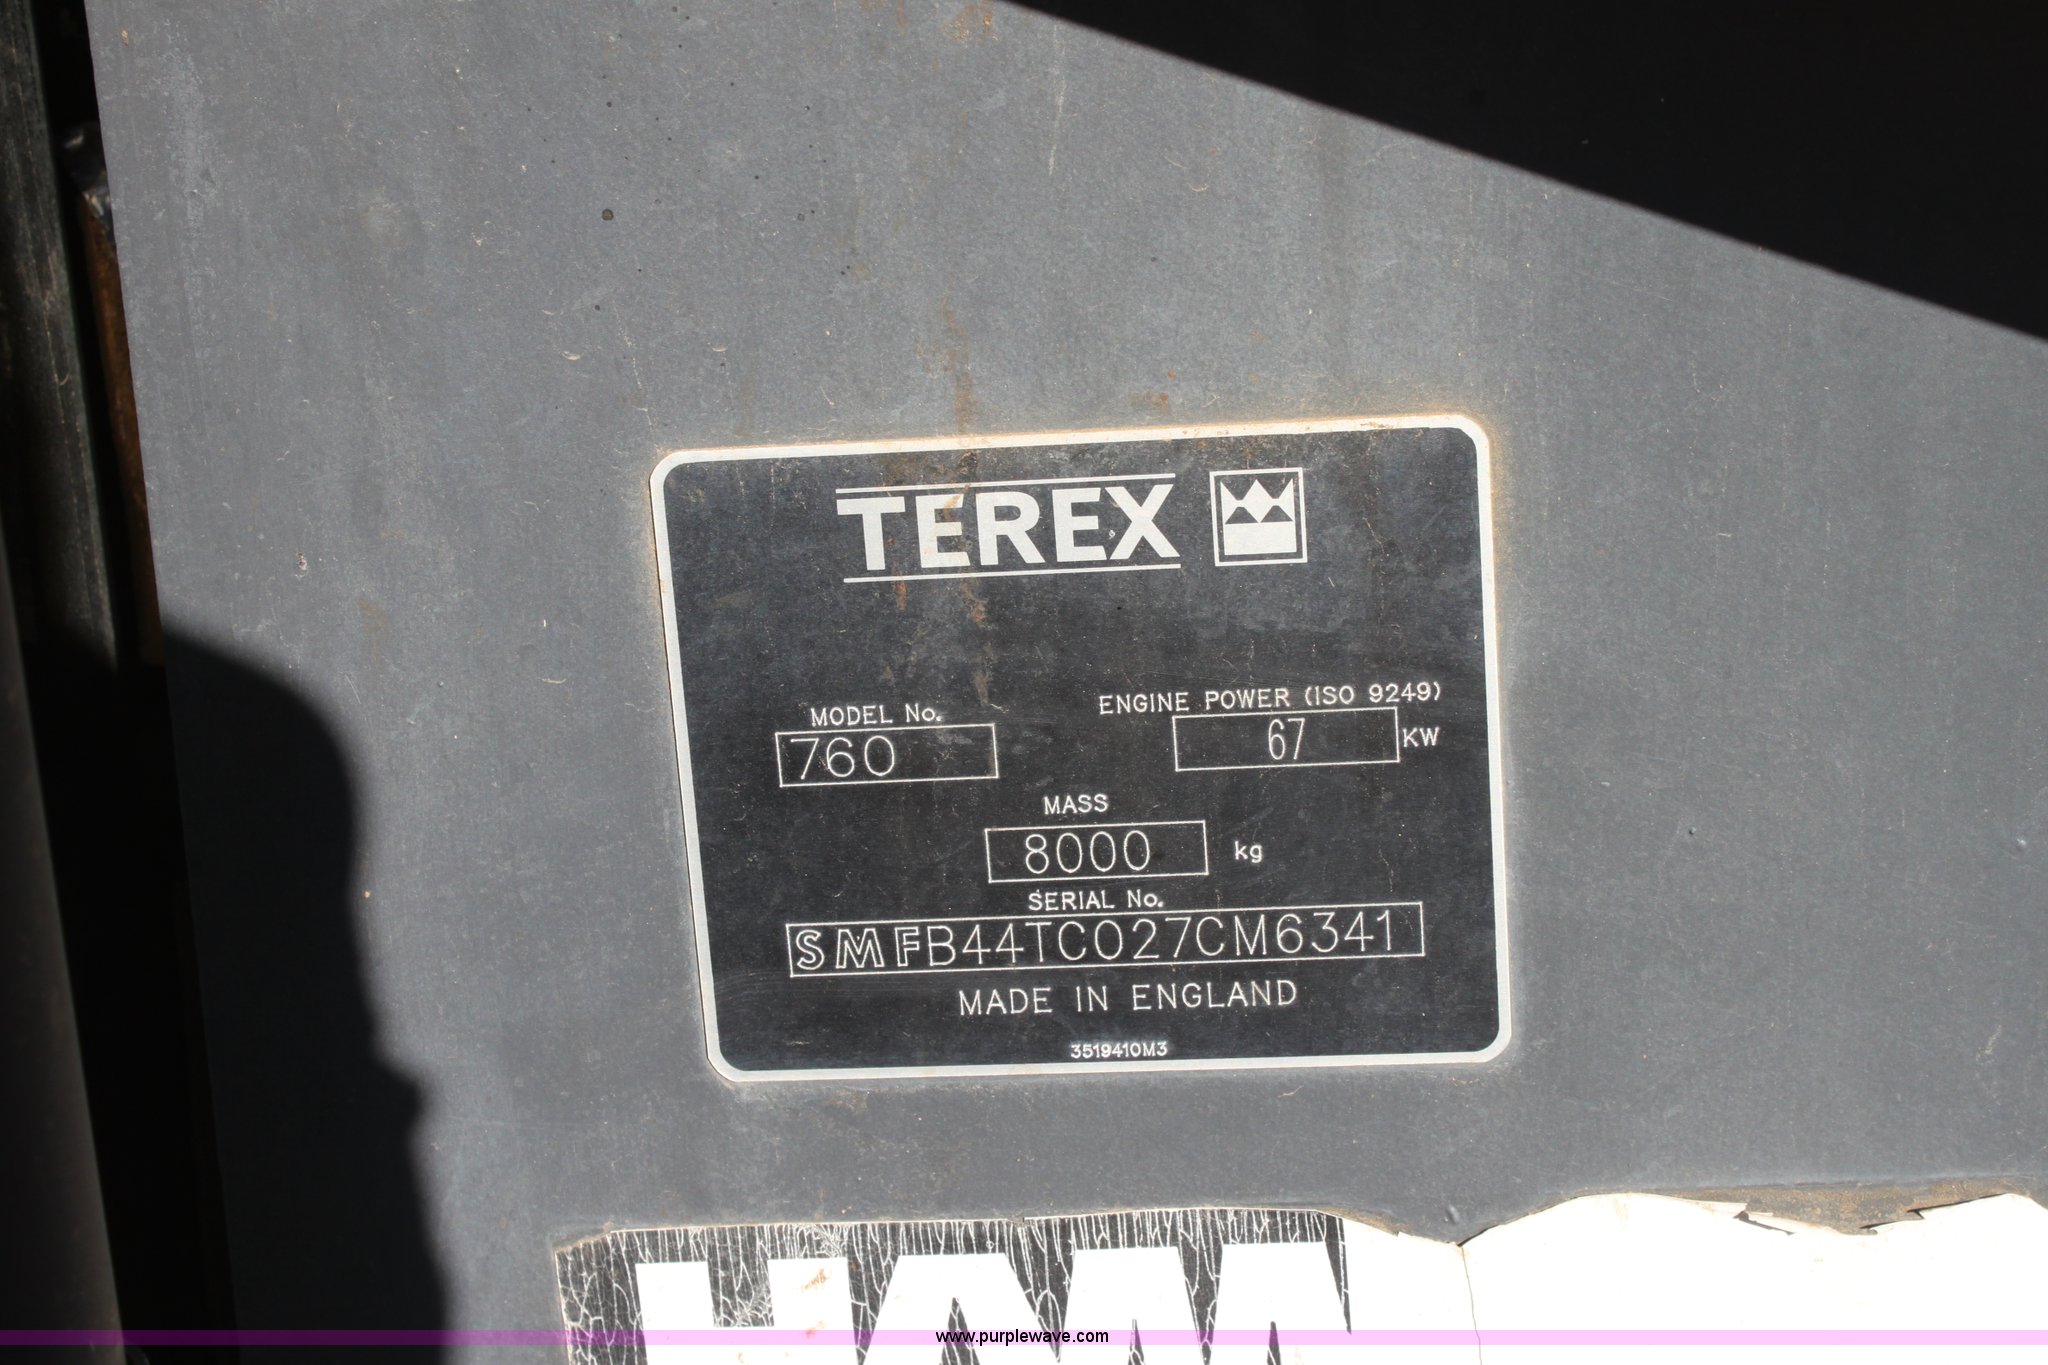 TEREX
MODEL No.
760
ENGINE POWER (ISO 9249)
67 KW
MASS
8000 kg
SERIAL No.
SMFB44TC027CM6341
MADE IN ENGLAND
3519410M3
www.purplewave.com